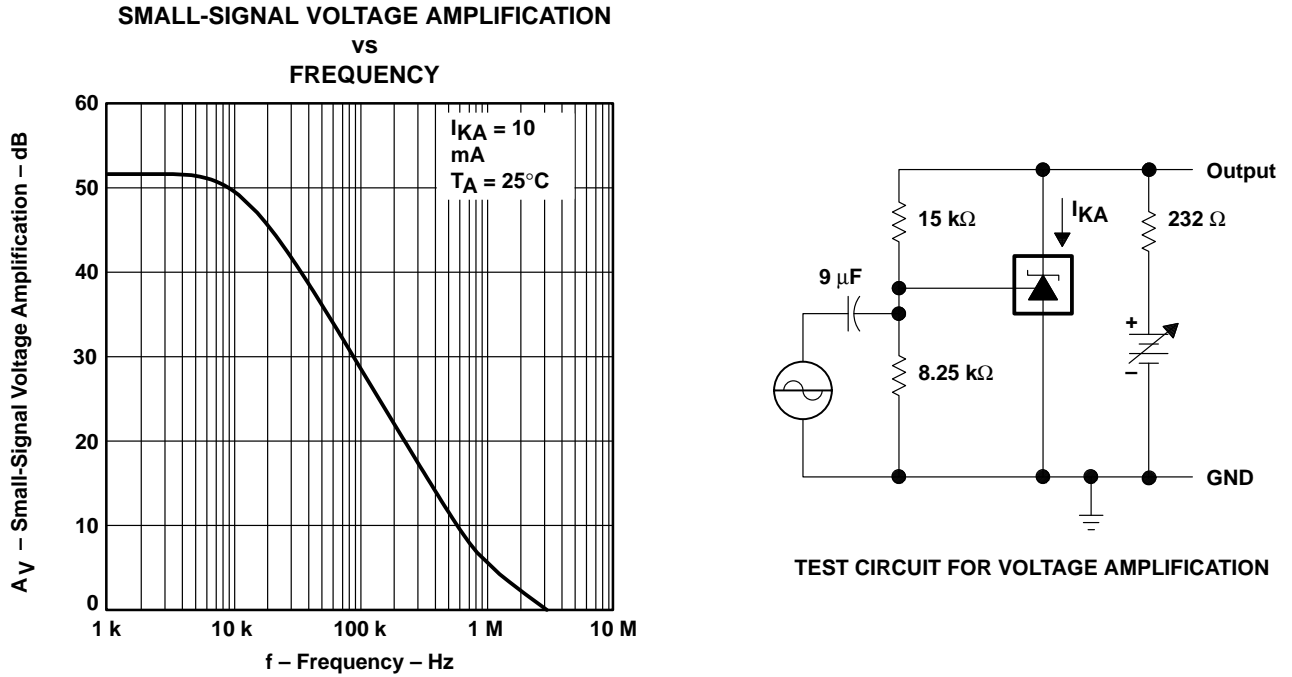 SMALL-SIGNAL VOLTAGE AMPLIFICATION
vs
FREQUENCY
AV – Small-Signal Voltage Amplification – dB
60
50
40
30
20
10
0
IKA = 10
mA
TA = 25°C
1 k
10 k
100 k
1 M
10 M
f – Frequency – Hz
Output
15 kΩ
IKA
232 Ω
9 μF
+
–
8.25 kΩ
GND
TEST CIRCUIT FOR VOLTAGE AMPLIFICATION